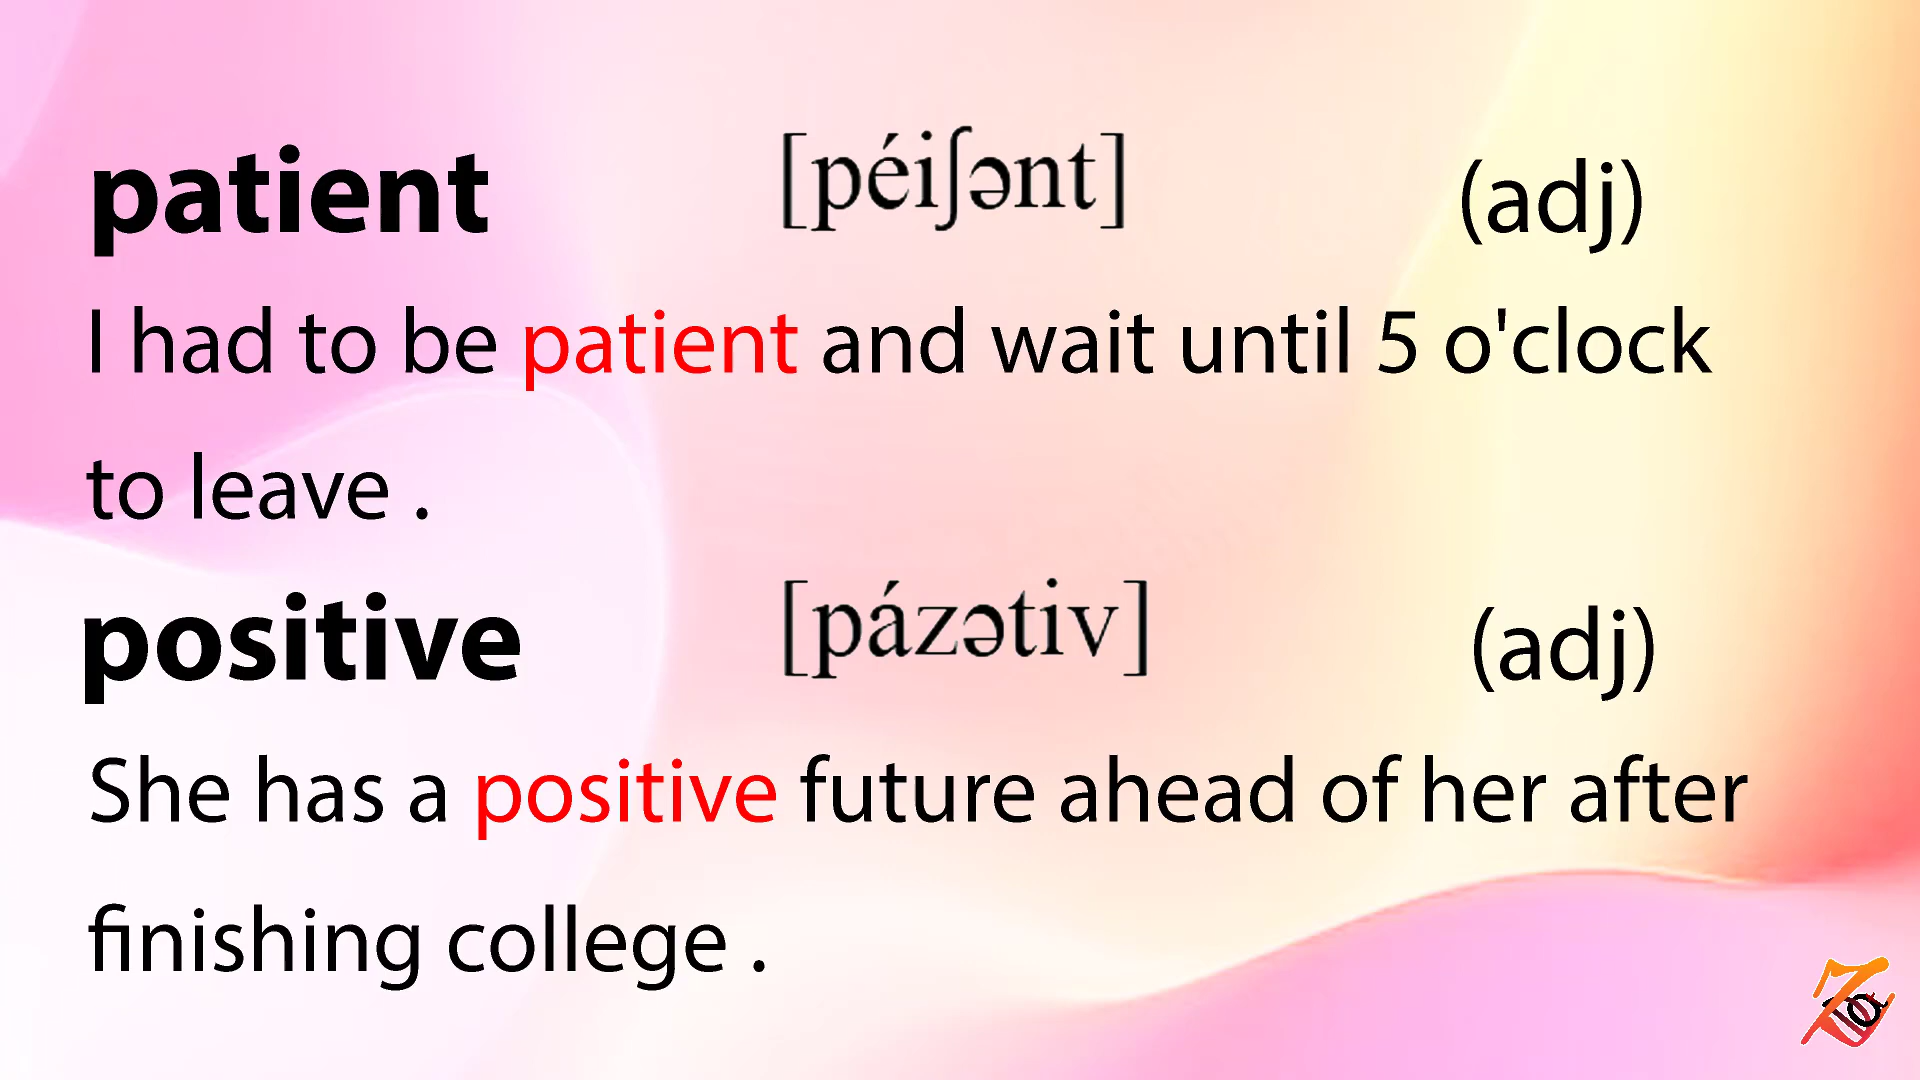 patient [péiʃənt] (adj)
I had to be patient and wait until 5 o'clock
to leave .
positive [pázətiv] (adj)
She has a positive future ahead of her after
finishing college .